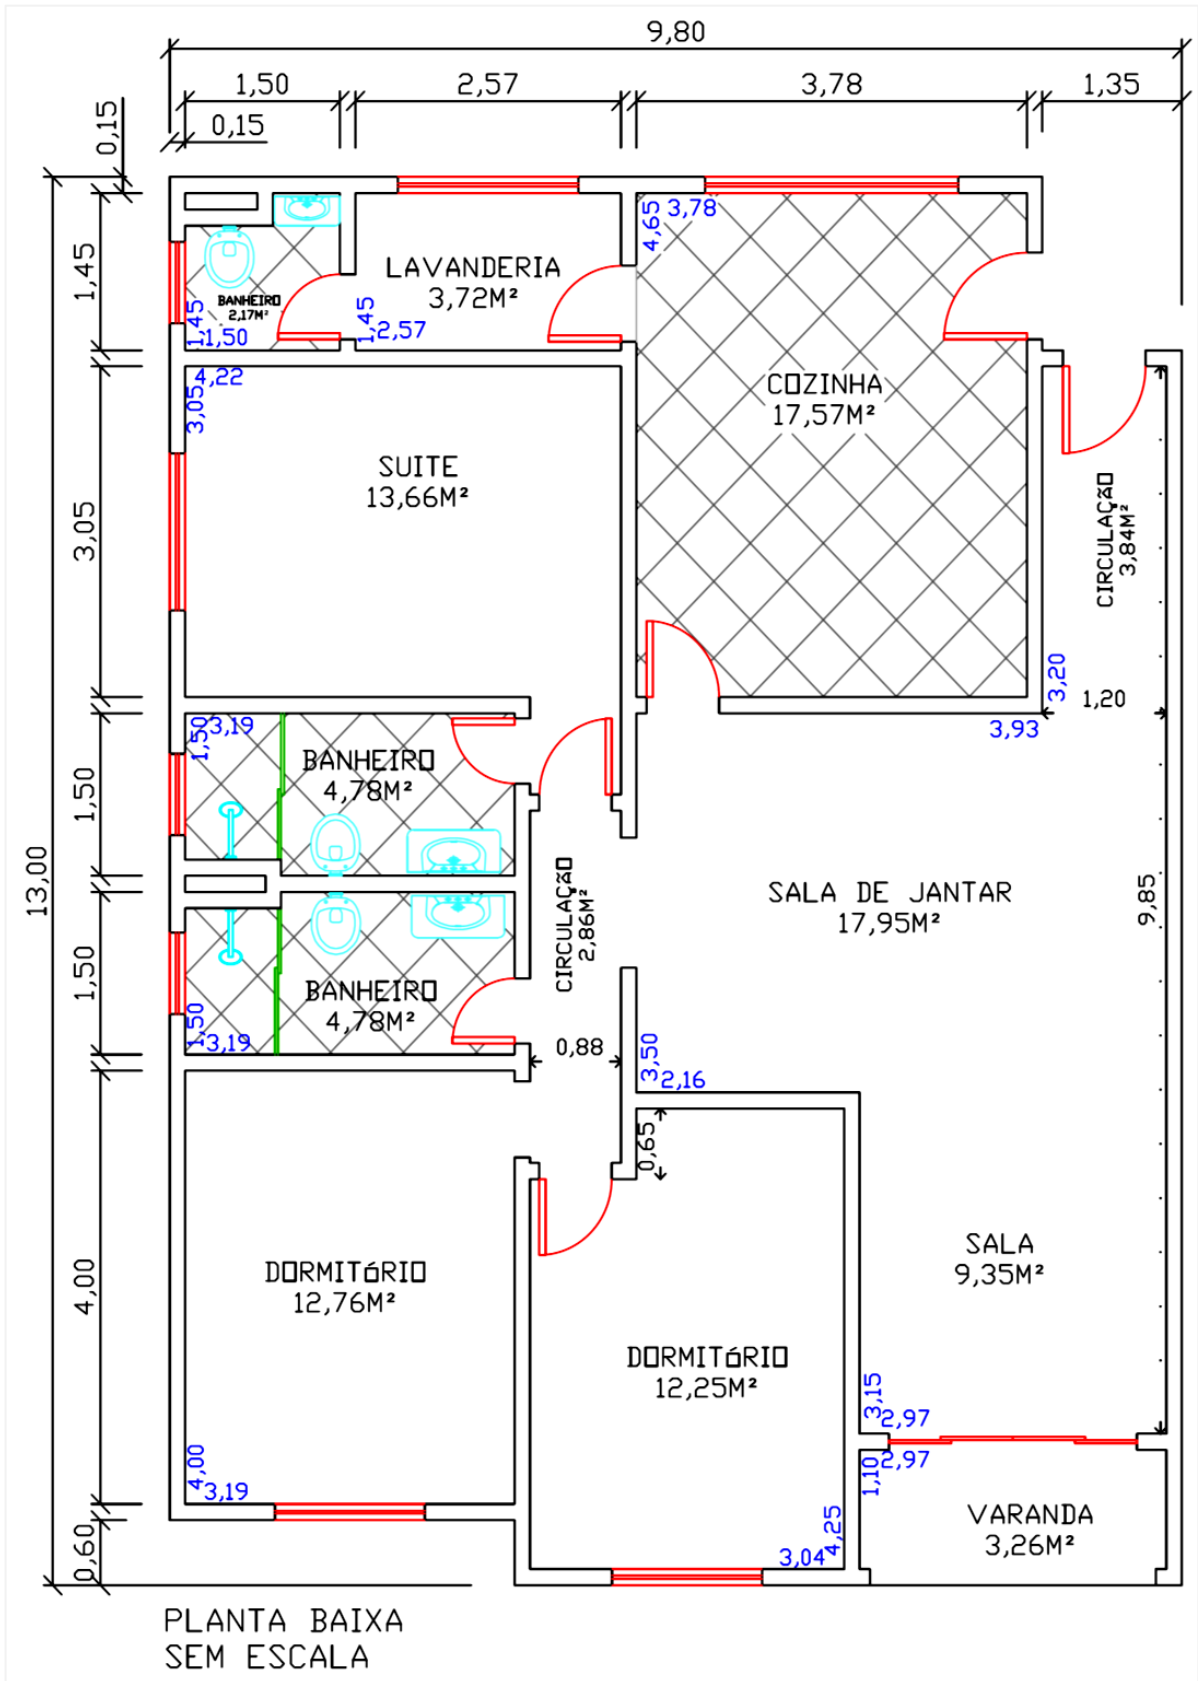 9,80
1,50
2,57
3,78
1,35
0,15
0,15
4,65
3,78
1,45
LAVANDERIA
3,72M²
BANHEIRO
2,17M²
1,45
1,50
1,45
2,57
4,22
3,05
COZINHA
17,57M²
SUITE
13,66M²
CIRCULAÇÃO
3,84M²
3,05
3,20
1,20
3,93
1,50
3,19
BANHEIRO
4,78M²
1,50
13,00
CIRCULAÇÃO
2,86M²
SALA DE JANTAR
17,95M²
9,85
1,50
BANHEIRO
4,78M²
1,50
3,19
0,88
3,50
2,16
0,65
SALA
9,35M²
DORMITóRIO
12,76M²
4,00
DORMITóRIO
12,25M²
3,15
2,97
4,00
3,19
1,10
2,97
VARANDA
3,26M²
4,25
3,04
0,60
PLANTA BAIXA
SEM ESCALA